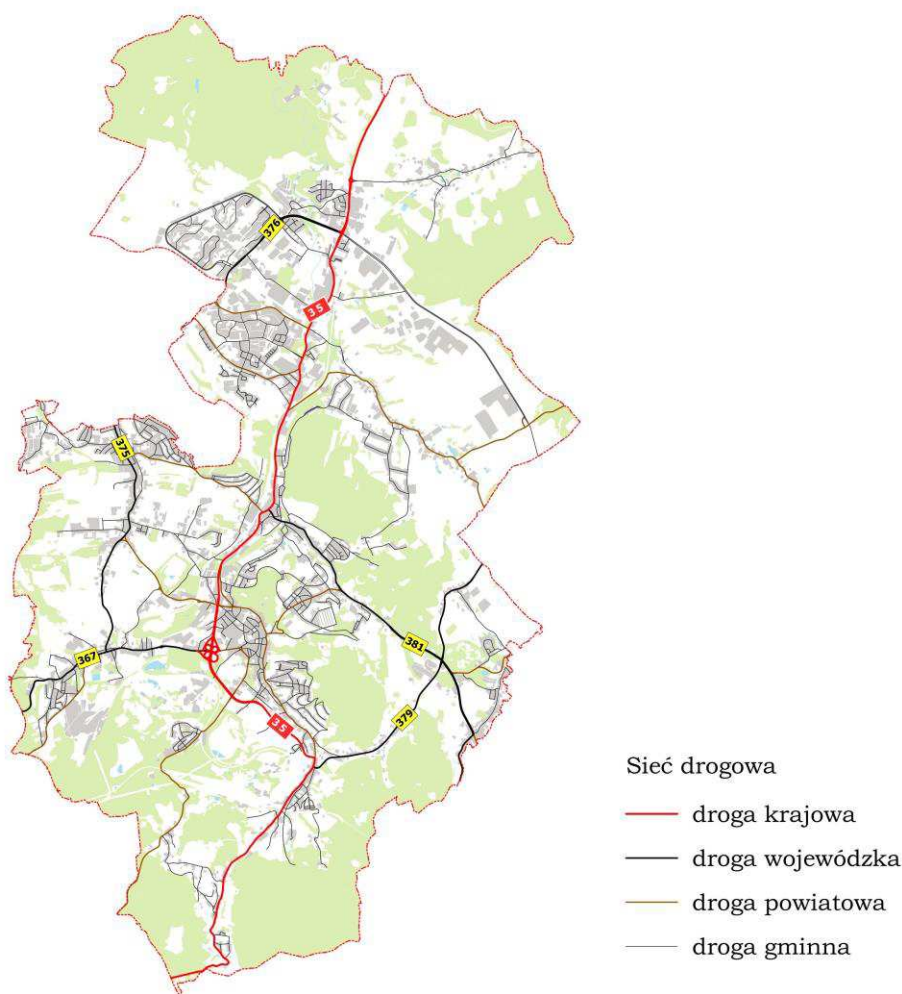 376
35
375
381
367
379
35
Sieć drogowa
droga krajowa
droga wojewódzka
droga powiatowa
droga gminna